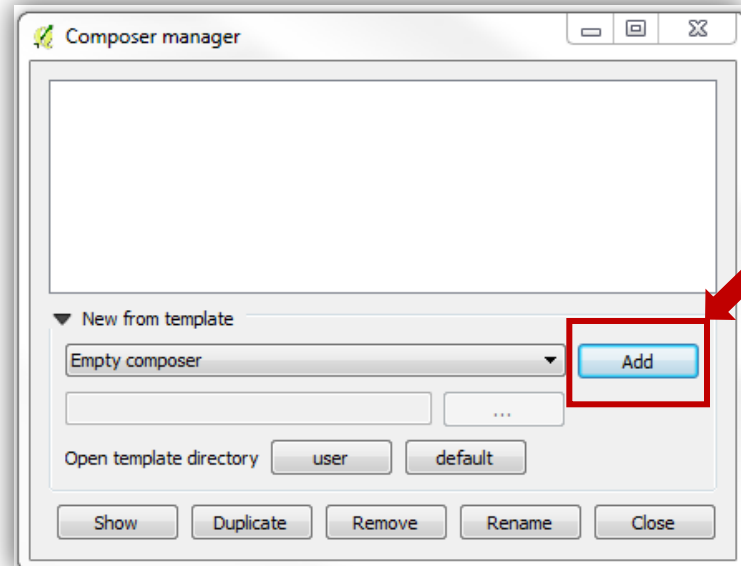 Composer manager
New from template
Empty composer
Add
...
Open template directory
user
default
Show
Duplicate
Remove
Rename
Close